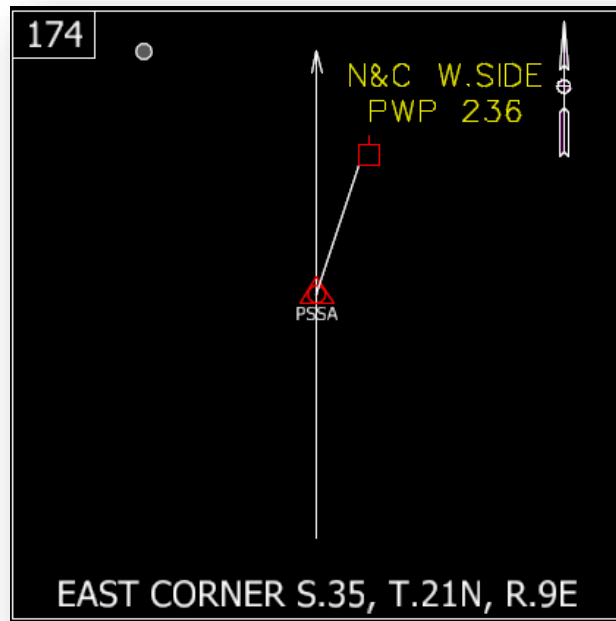 174
N&C W.SIDE
PWP 236
PSSA
EAST CORNER S.35, T.21N, R.9E